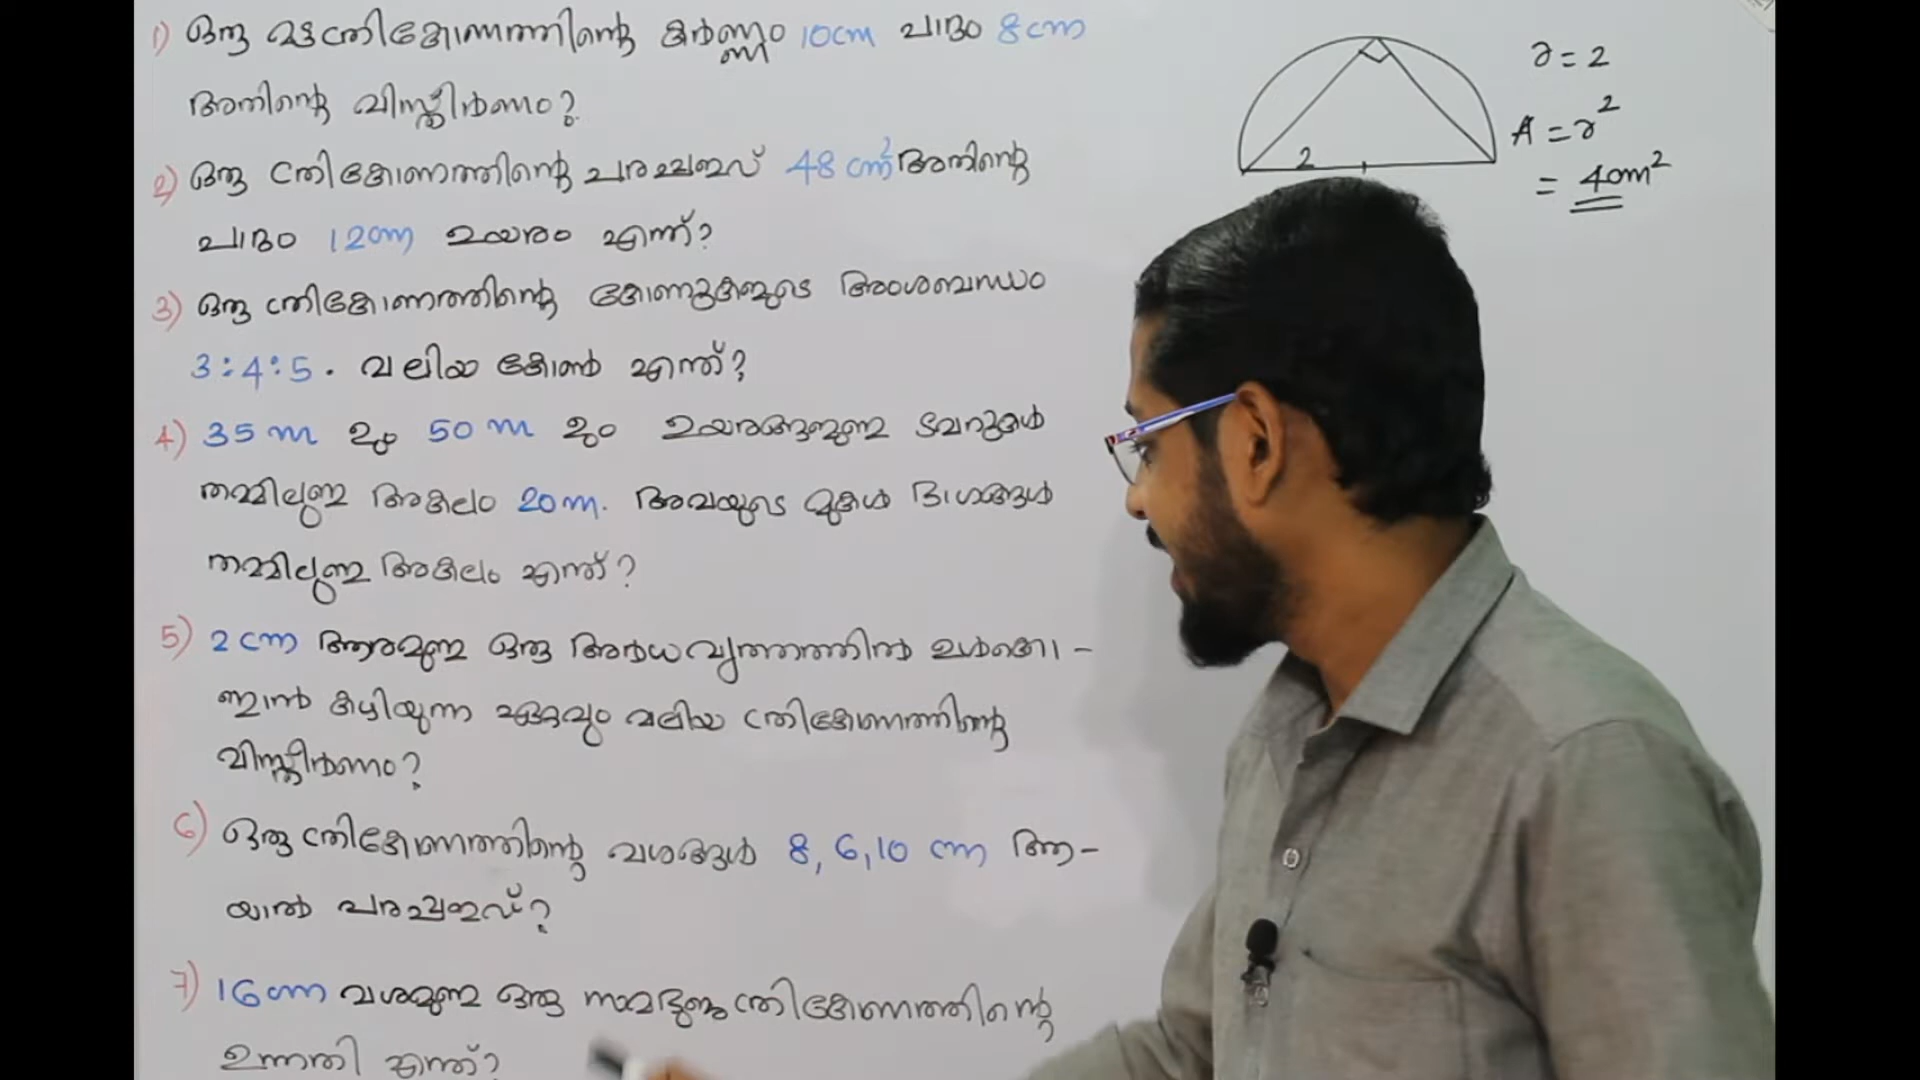 1) ഒരു മട്ടത്രികോണത്തിന്റെ കർണ്ണം 10cm പാദം 8cm
അതിന്റെ വിസ്തീർണം?
2) ഒരു ത്രികോണത്തിന്റെ പരപ്പളവ് 48 cm² അതിന്റെ
പാദം 12cm ഉയരം എന്ത്?
3) ഒരു ത്രികോണത്തിന്റെ കോണുകളുടെ അംശബന്ധം
3:4:5. വലിയ കോൺ എന്ത്?
4) 35 m ഉം 50 m ഉം ഉയരങ്ങളുള്ള ടവറുകൾ
തമ്മിലുള്ള അകലം 20m. അവയുടെ മുകൾ ഭാഗങ്ങൾ
തമ്മിലുള്ള അകലം എന്ത്?
5) 2cm ആരമുള്ള ഒരു അർധവൃത്തത്തിൽ ഉൾക്കൊ-
ള്ളാൻ കഴിയുന്ന ഏറ്റവും വലിയ ത്രികോണത്തിന്റെ
വിസ്തീർണം?
6) ഒരു ത്രികോണത്തിന്റെ വശങ്ങൾ 8, 6, 10 cm ആ-
യാൽ പരപ്പളവ്?
7) 16cm വശമുള്ള ഒരു സമഭുജത്രികോണത്തിന്റെ
ഉന്നതി എന്ത്?
2
r = 2
A = r²
= 4cm²